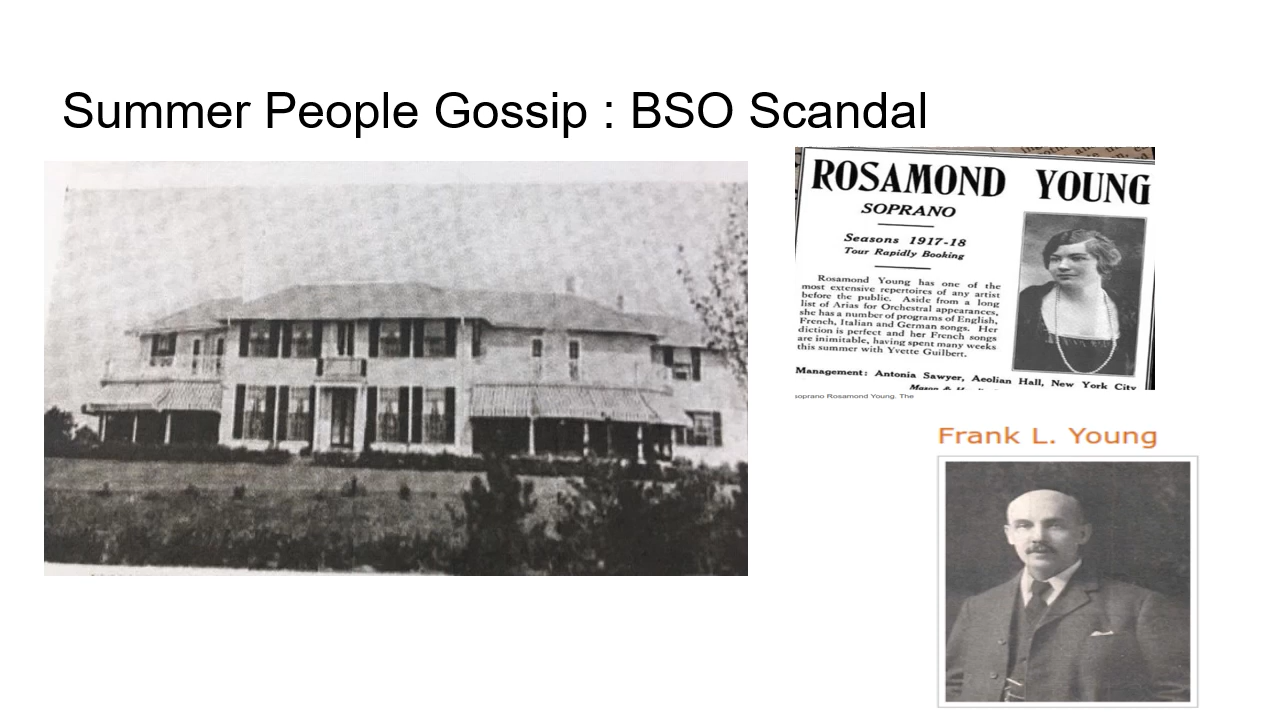 Summer People Gossip : BSO Scandal
ROSAMOND YOUNG
SOPRANO
Seasons 1917-18
Tour Rapidly Booking
Rosamond Young has one of the
most extensive repertoires of any artist
before the public. Aside from a long
list of Arias for Orchestral appearances,
she has a number of programs of English,
French, Italian and German songs. Her
diction is perfect and her French songs
are inimitable, having spent many weeks
this summer with Yvette Guilbert.
Management: Antonia Sawyer, Aeolian Hall, New York City
soprano Rosamond Young. The
Frank L. Young